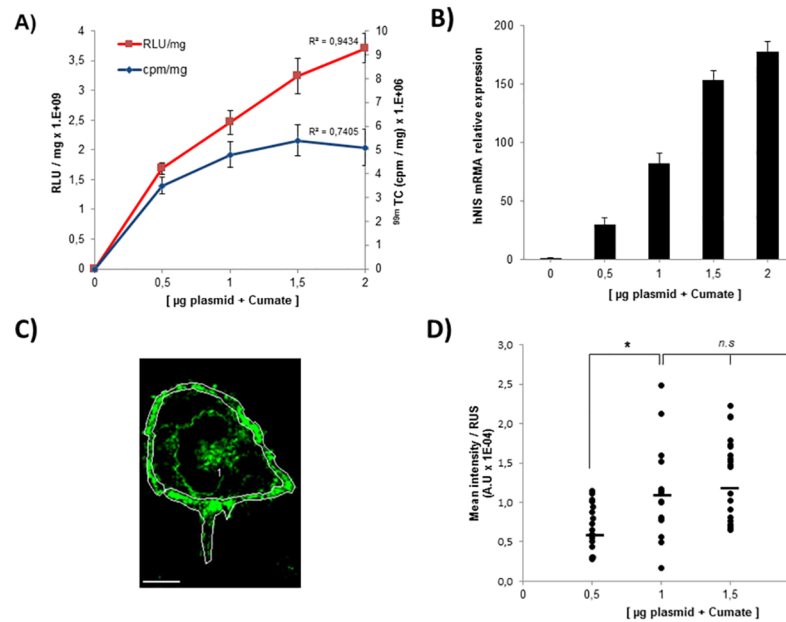 A)
RLU/mg
cpm/mg
R² = 0,9434
R² = 0,7405
RLU / mg x 1.E+09
4
3,5
3
2,5
2
1,5
1
0,5
0
10
9
8
7
6
5
4
3
2
1
0
99m TC (cpm / mg) x 1.E+06
0
0,5
1
1,5
2
[ µg plasmid + Cumate ]
B)
hNIS mRMA relative expression
200
150
100
50
0
0
0,5
1
1,5
2
[ µg plasmid + Cumate ]
C)
1
D)
Mean intensity / RUS
(A.U x 1E-04)
3,0
2,5
2,0
1,5
1,0
0,5
0,0
*
n.s
0
0,5
1
1,5
[ µg plasmid + Cumate ]